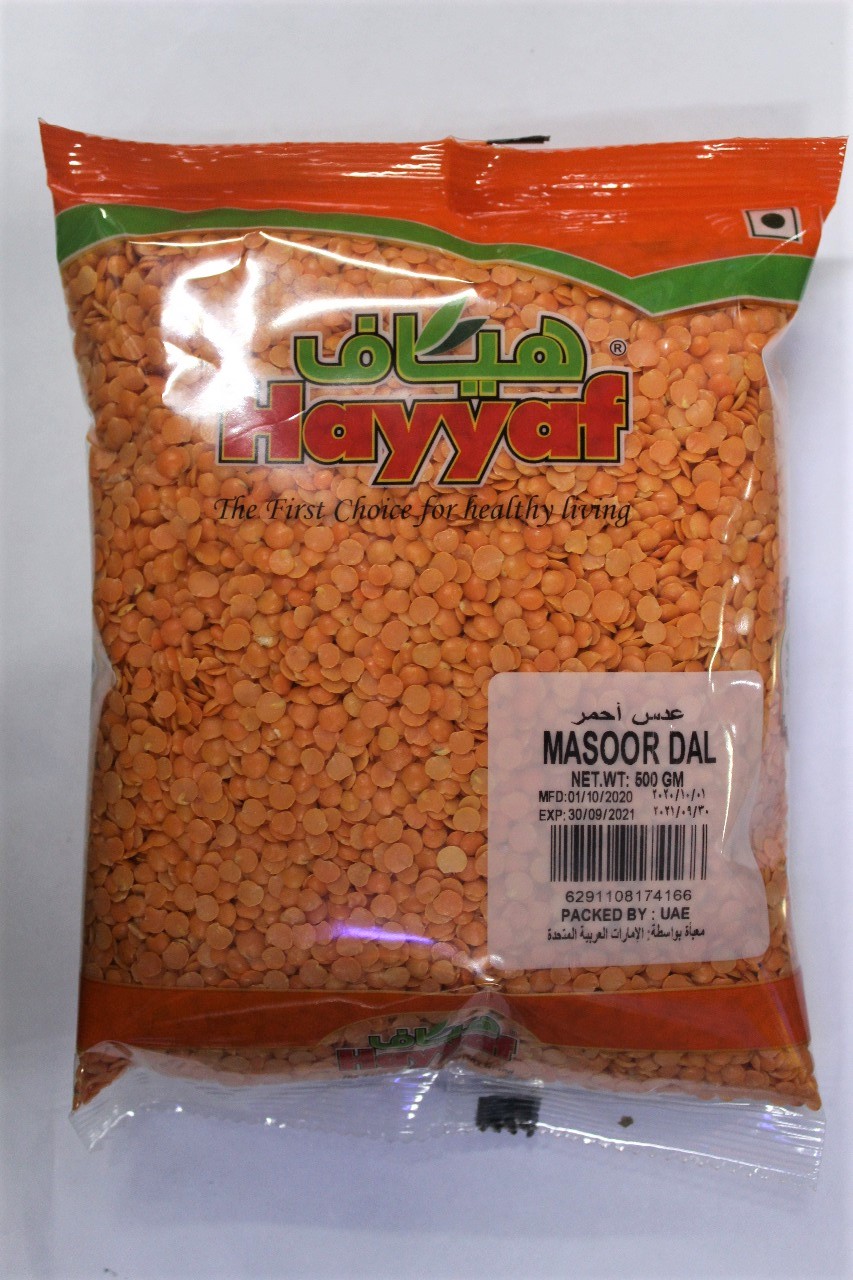 هياف ®
Hayyaf
The First Choice for healthy living
عدس أحمر
MASOOR DAL
NET.WT: 500 GM
MFD:01/10/2020 ٢٠٢٠/١٠/٠١
EXP: 30/09/2021 ٢٠٢١/٠٩/٣٠
6291108174166
PACKED BY : UAE
معبأة بواسطة: الامارات العربية المتحدة
هياف
Hayyaf